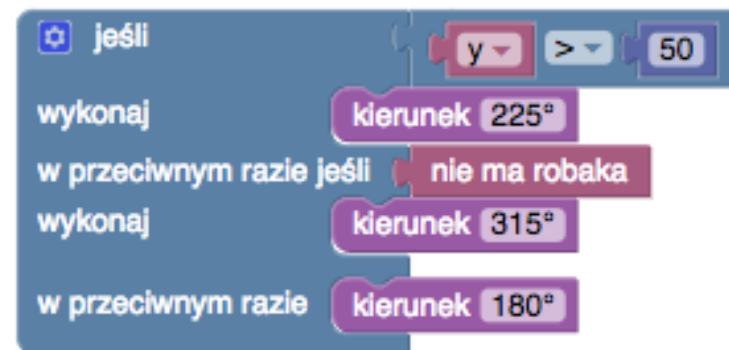 jeśli y > 50
wykonaj kierunek 225°
w przeciwnym razie jeśli nie ma robaka
wykonaj kierunek 315°
w przeciwnym razie kierunek 180°